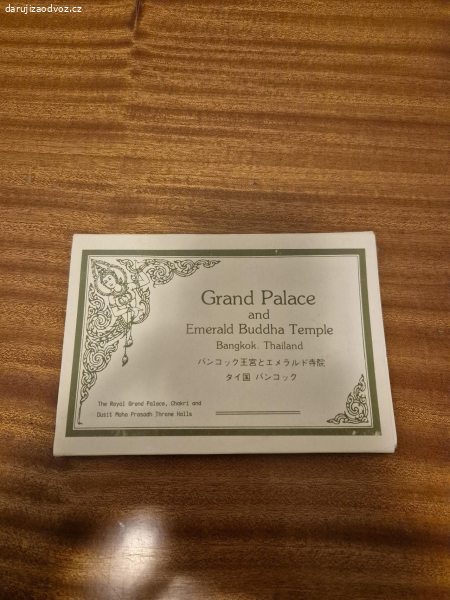 darujizaodvoz.cz
Grand Palace
and
Emerald Buddha Temple
Bangkok. Thailand
バンコック王宮とエメラルド寺院
タイ国 バンコック
The Royal Grand Palace, Chakri and
Dusit Maha Prasadh Throne Halls